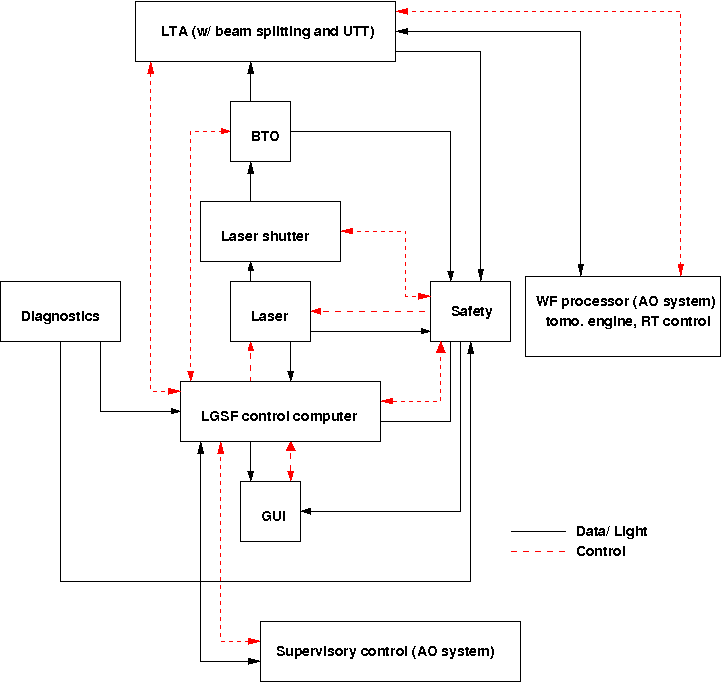 LTA (w/ beam splitting and UTT)
BTO
Laser shutter
Diagnostics
Laser
Safety
WF processor (AO system)
tomo. engine, RT control
LGSF control computer
GUI
Data/ Light
Control
Supervisory control (AO system)